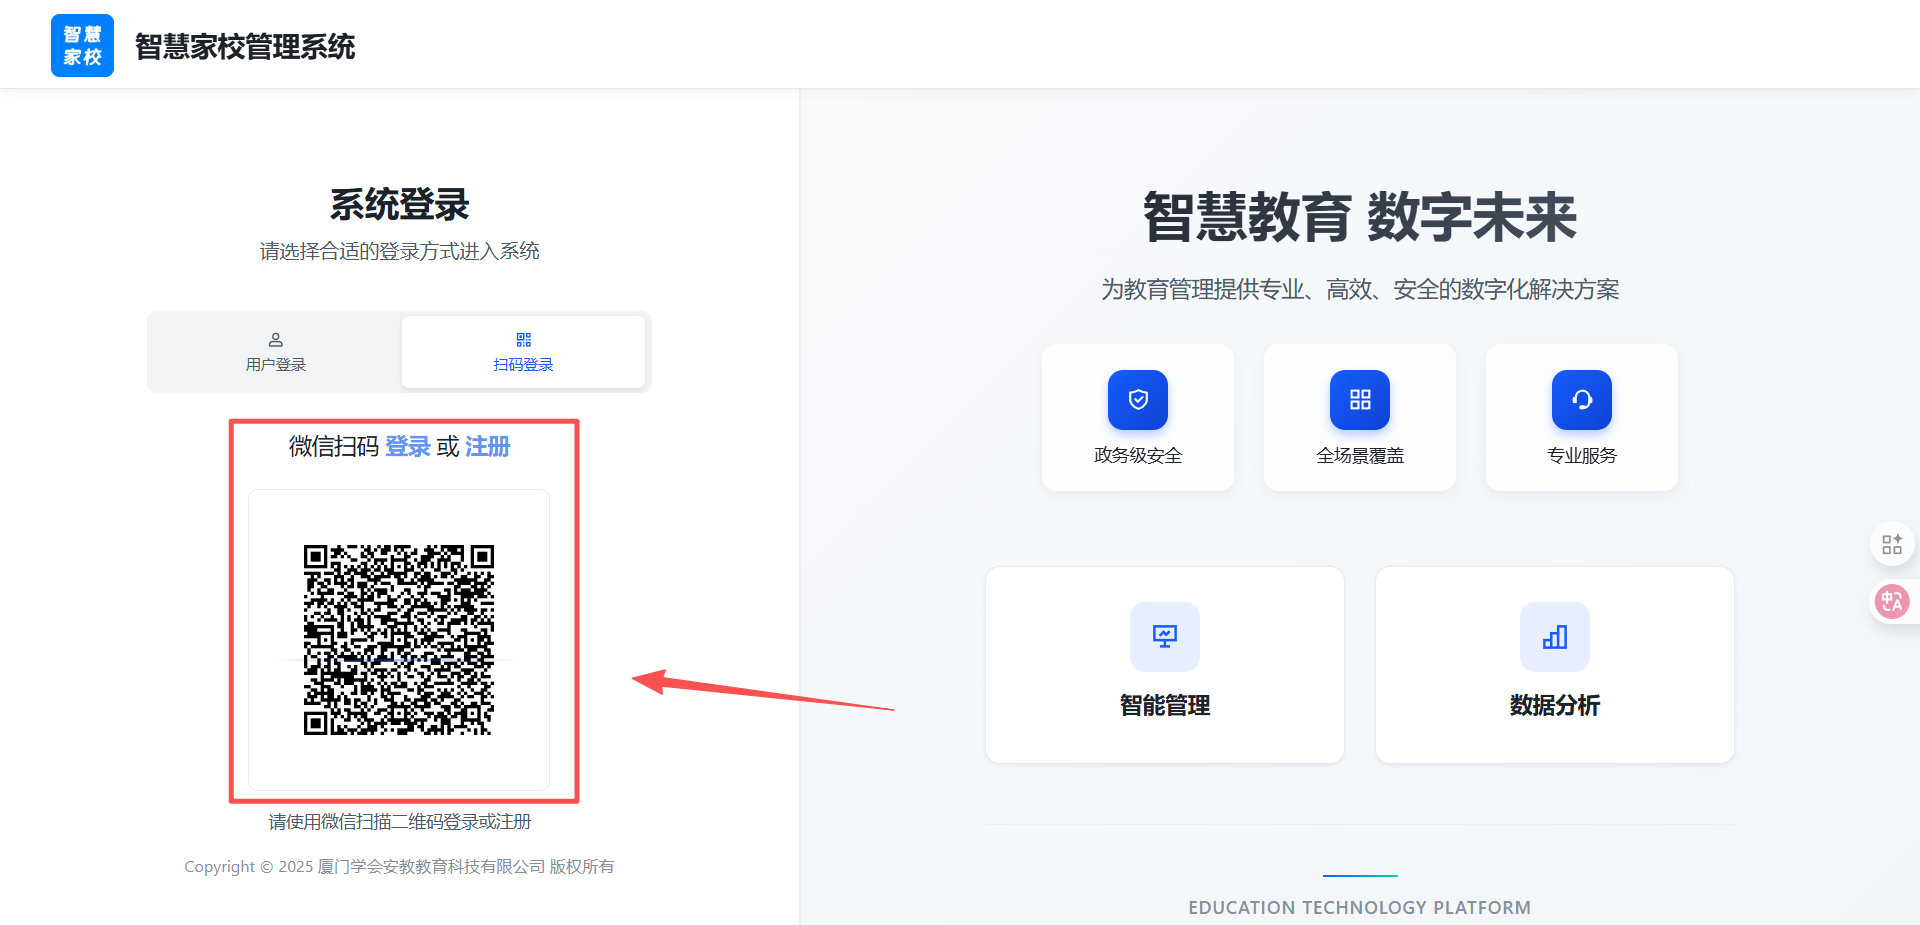 智慧
家校
智慧家校管理系统
系统登录
请选择合适的登录方式进入系统
用户登录
扫码登录
微信扫码 登录 或 注册
请使用微信扫描二维码登录或注册
Copyright © 2025 厦门学会安教教育科技有限公司 版权所有
智慧教育 数字未来
为教育管理提供专业、高效、安全的数字化解决方案
政务级安全
全场景覆盖
专业服务
智能管理
数据分析
EDUCATION TECHNOLOGY PLATFORM
中A